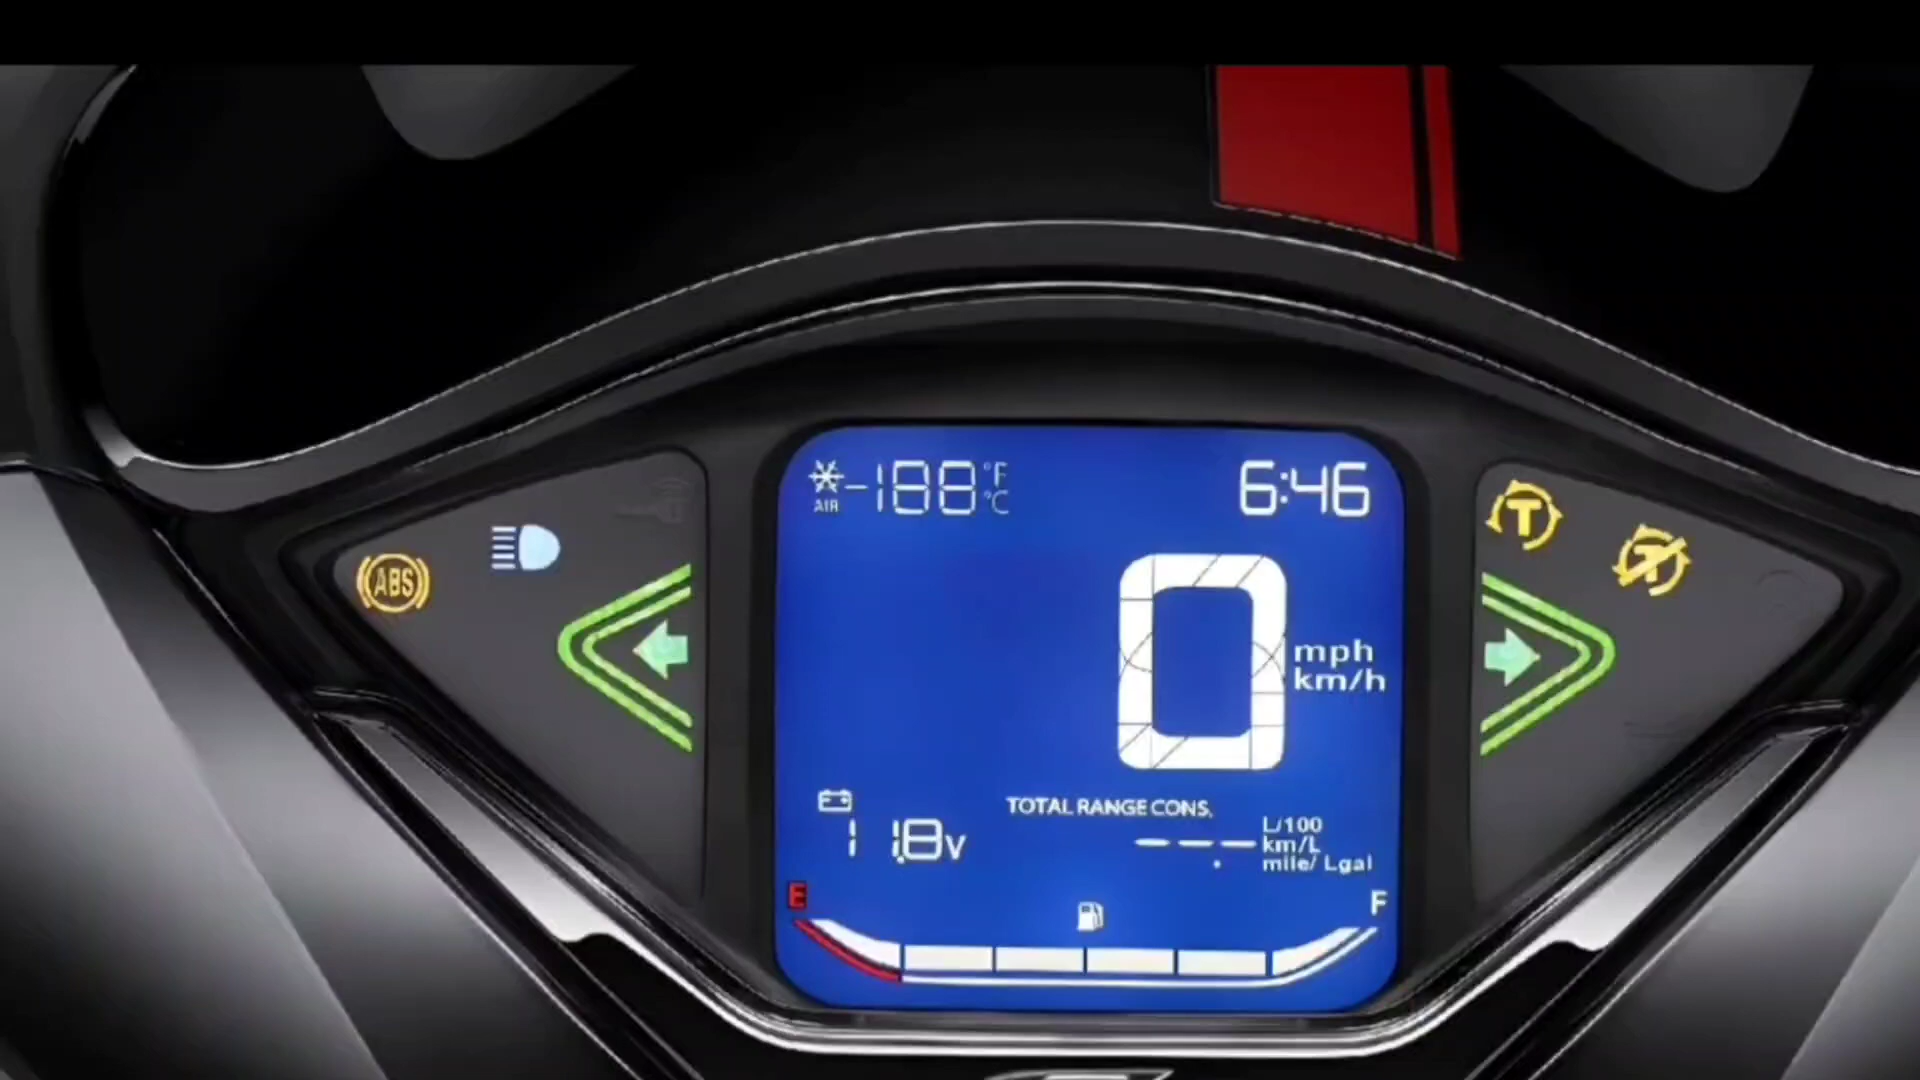 -188 °F
°C
AIR
6:46
ABS
T
T
0
mph
km/h
TOTAL RANGE CONS.
11.8V
---
L/100
km/L
mile/Lgal
E
F